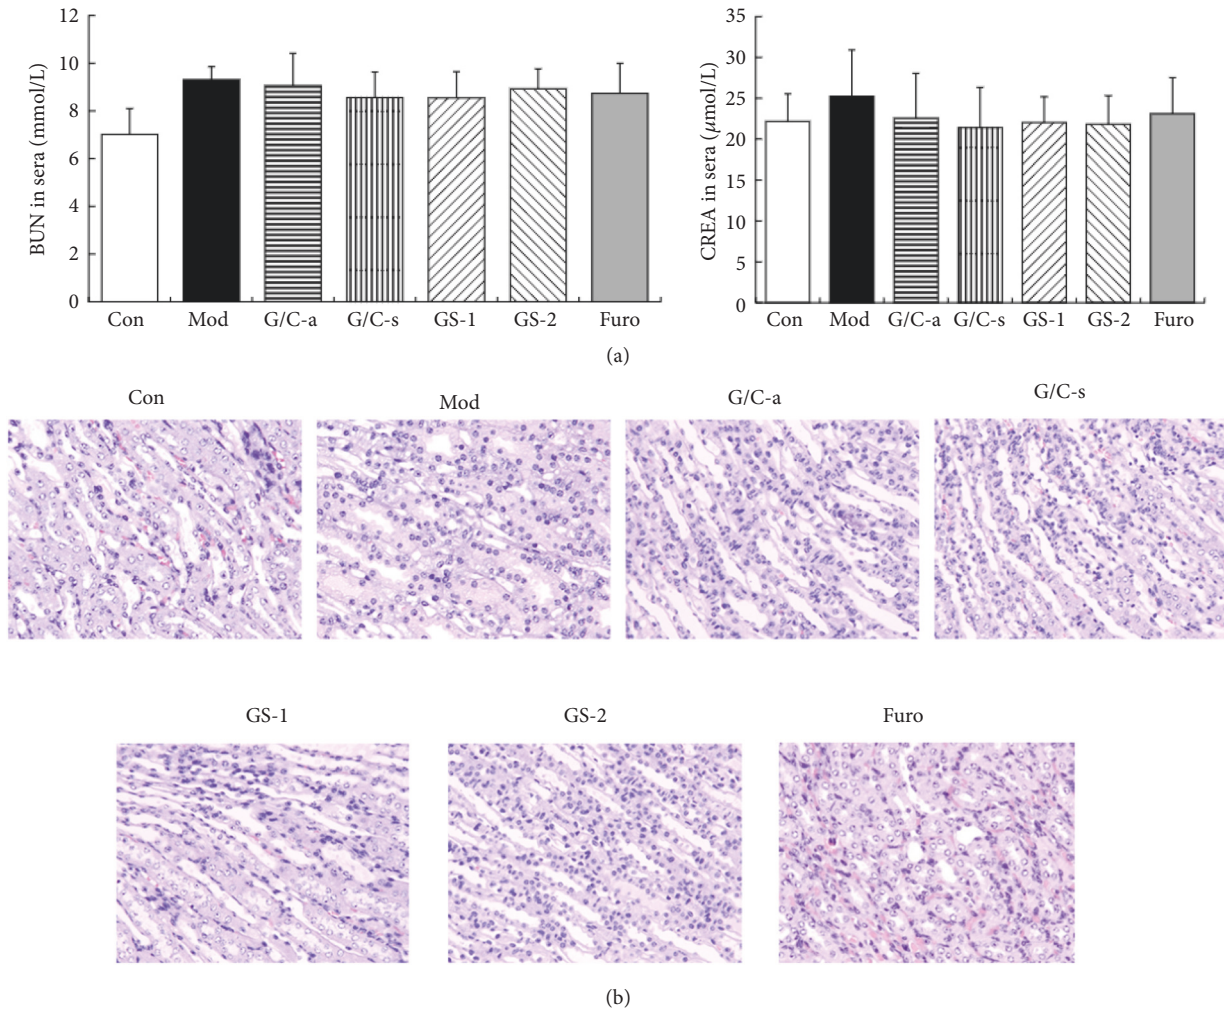 BUN in sera (mmol/L)
12
10
8
6
4
2
0
Con Mod G/C-a G/C-s GS-1 GS-2 Furo
CREA in sera (μmol/L)
35
30
25
20
15
10
5
0
Con Mod G/C-a G/C-s GS-1 GS-2 Furo
(a)
Con Mod G/C-a G/C-s
GS-1 GS-2 Furo
(b)